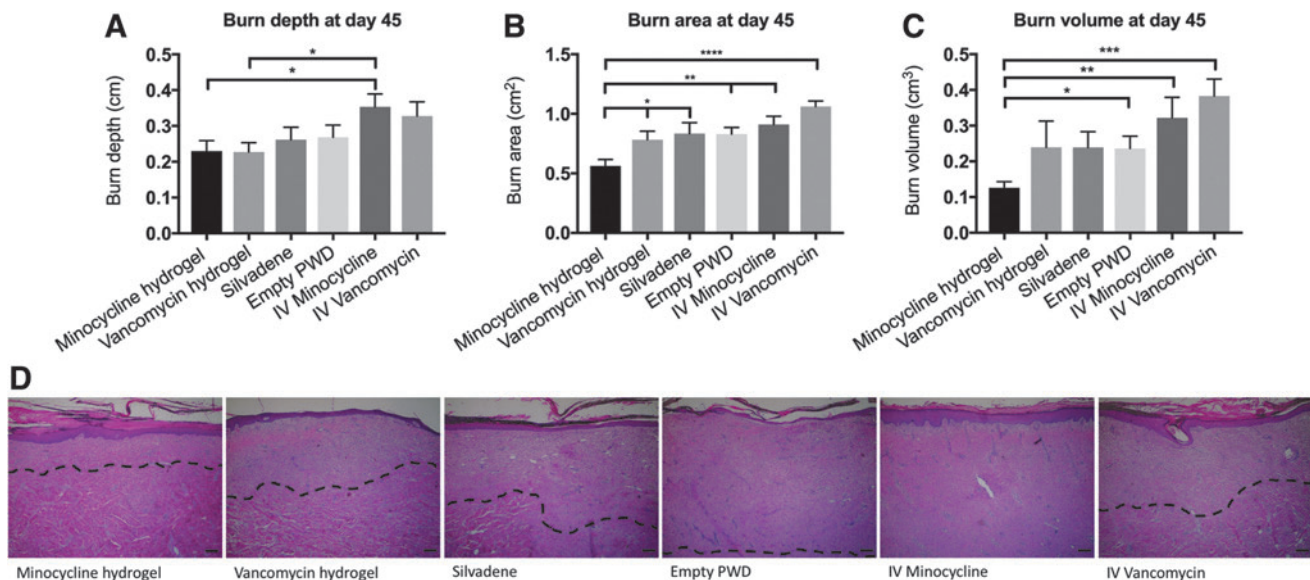 A
Burn depth at day 45
Burn depth (cm)
0.5
0.4
0.3
0.2
0.1
0.0
*
*
Minocycline hydrogel
Vancomycin hydrogel
Silvadene
Empty PWD
IV Minocycline
IV Vancomycin
B
Burn area at day 45
Burn area (cm²)
1.5
1.0
0.5
0.0
****
**
*
Minocycline hydrogel
Vancomycin hydrogel
Silvadene
Empty PWD
IV Minocycline
IV Vancomycin
C
Burn volume at day 45
Burn volume (cm³)
0.5
0.4
0.3
0.2
0.1
0.0
***
**
*
Minocycline hydrogel
Vancomycin hydrogel
Silvadene
Empty PWD
IV Minocycline
IV Vancomycin
D
Minocycline hydrogel
Vancomycin hydrogel
Silvadene
Empty PWD
IV Minocycline
IV Vancomycin